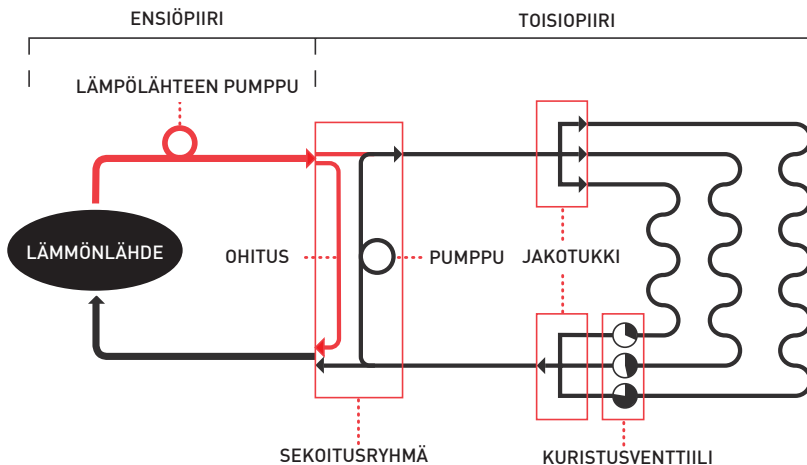 ENSIÖPIIRI
TOISIOPIIRI
LÄMPÖLÄHTEEN PUMPPU
LÄMMÖNLÄHDE
OHITUS
PUMPPU
JAKOTUKKI
SEKOITUSRYHMÄ
KURISTUSVENTTIILI